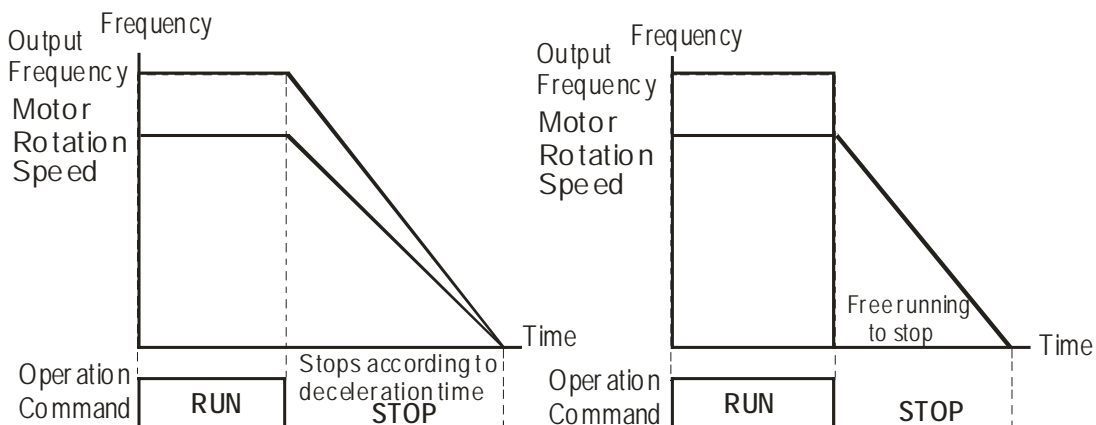 Frequency
Output
Frequency
Motor
Rotation
Speed
Time
Stops according to
deceleration time
Operation
Command
RUN
STOP
Frequency
Output
Frequency
Motor
Rotation
Speed
Free running
to stop
Time
Operation
Command
RUN
STOP